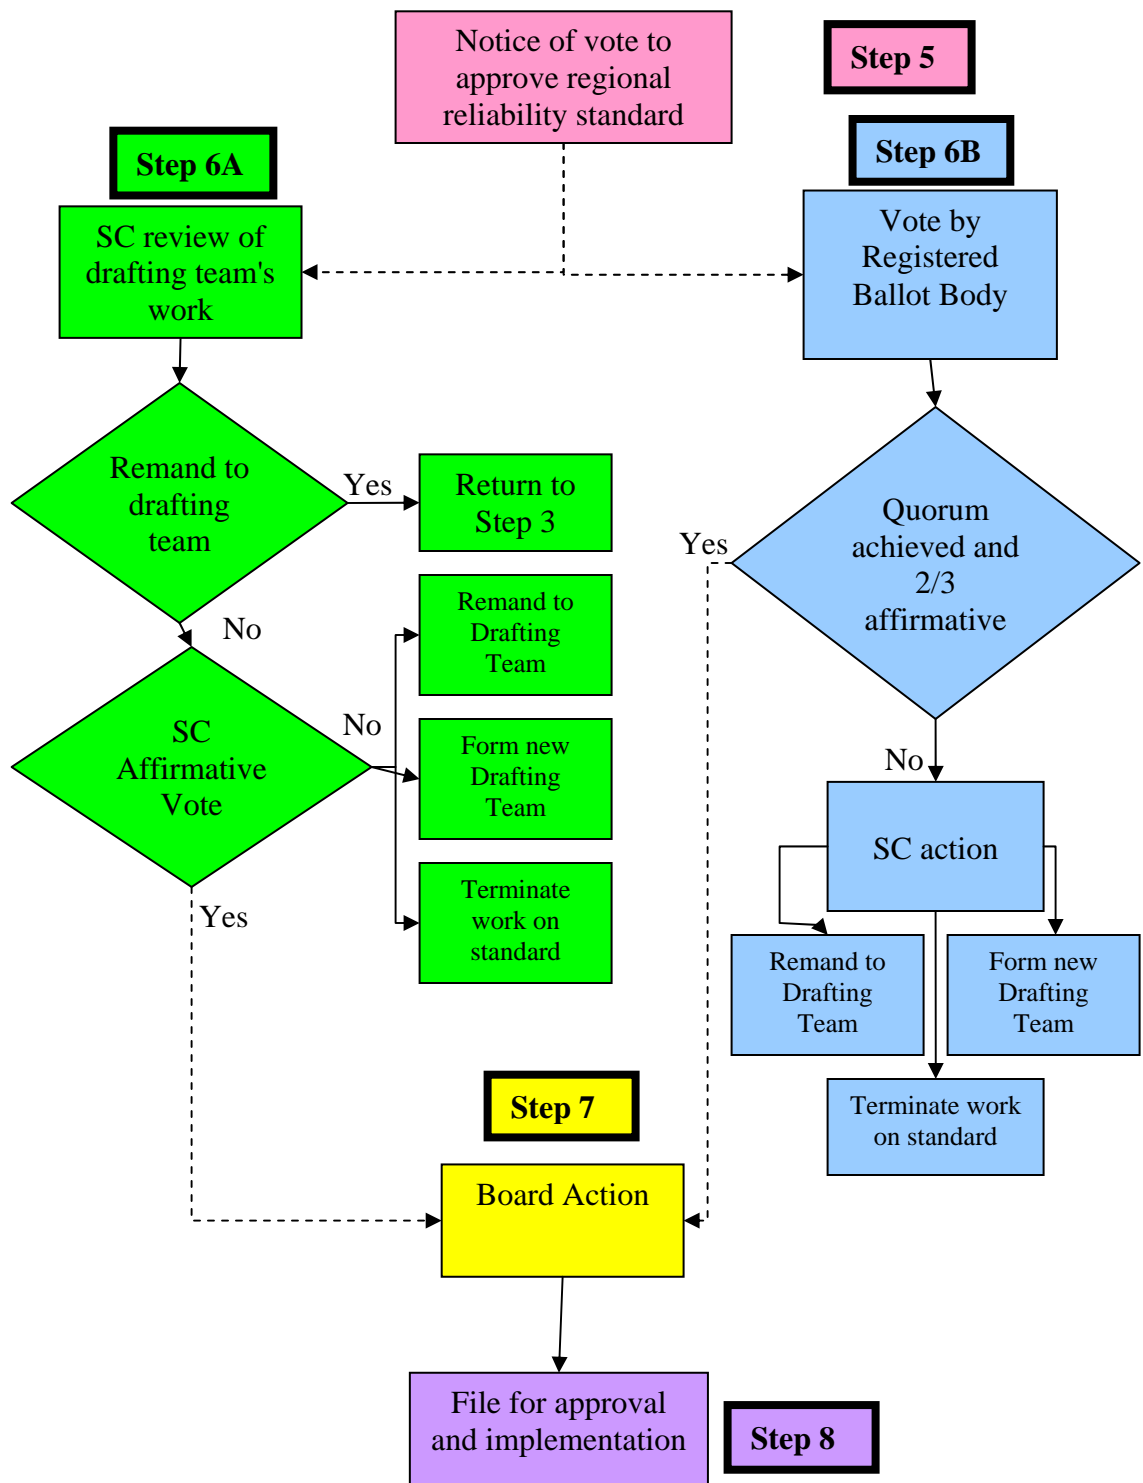 Notice of vote to
approve regional
reliability standard
Step 5
Step 6A
Step 6B
SC review of
drafting team's
work
Vote by
Registered
Ballot Body
Remand to
drafting
team
Yes
Return to
Step 3
Quorum
achieved and
2/3
affirmative
Yes
No
Remand to
Drafting
Team
SC
Affirmative
Vote
No
Form new
Drafting
Team
No
SC action
Terminate
work on
standard
Yes
Remand to
Drafting
Team
Form new
Drafting
Team
Terminate work
on standard
Step 7
Board Action
File for approval
and implementation
Step 8